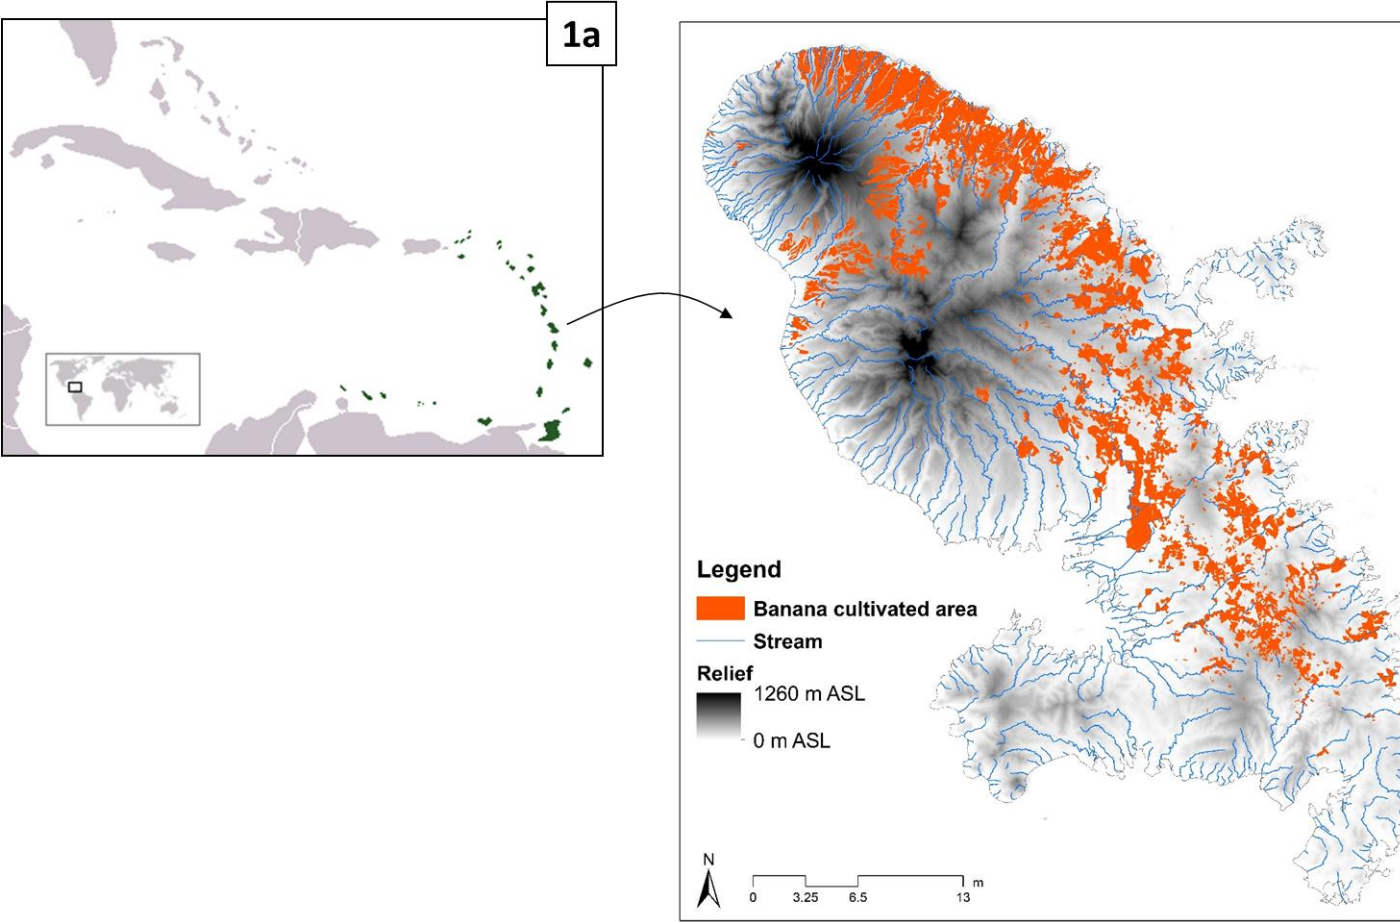 1a
Legend
Banana cultivated area
Stream
Relief
1260 m ASL
0 m ASL
N
0 3.25 6.5 13 m